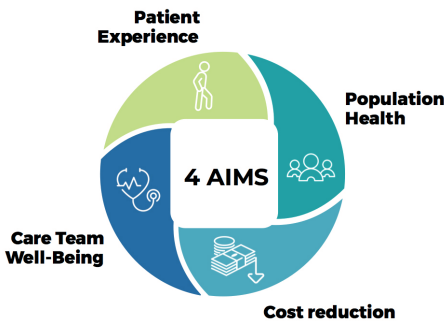 Patient
Experience
Population
Health
4 AIMS
Care Team
Well-Being
Cost reduction